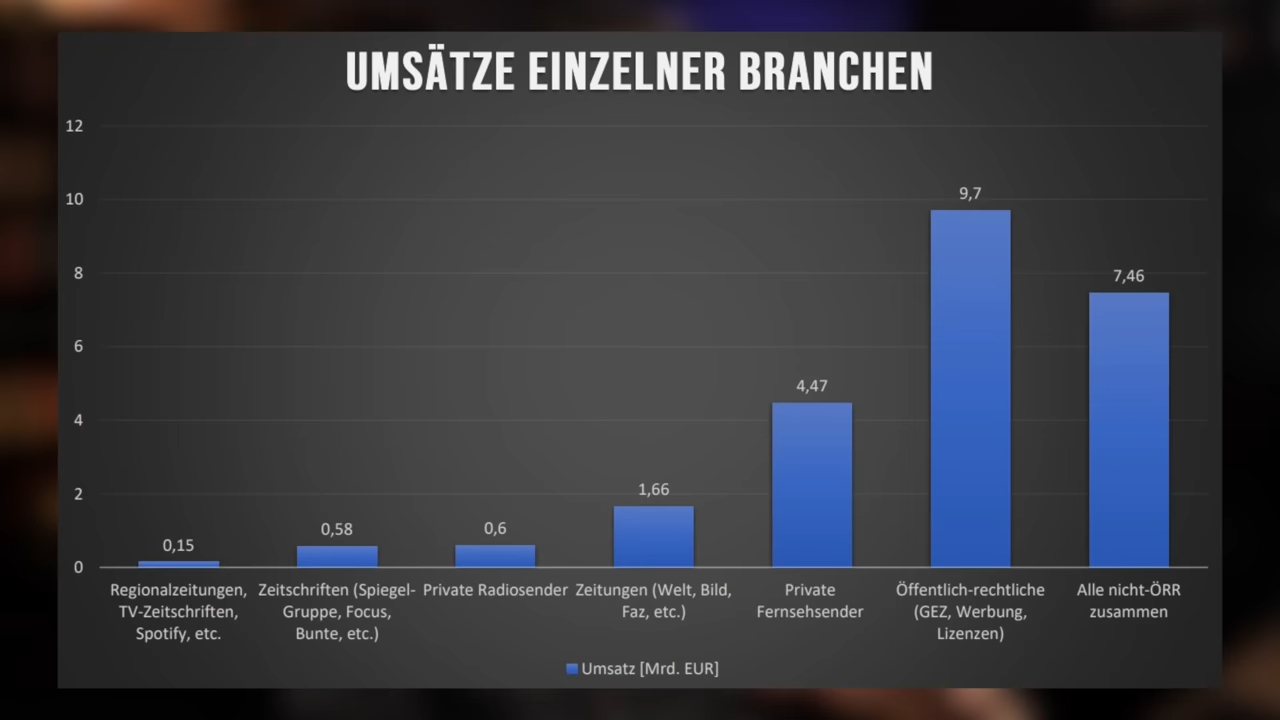 UMSÄTZE EINZELNER BRANCHEN
12
10
8
6
4
2
0
0,15
0,58
0,6
1,66
4,47
9,7
7,46
Regionalzeitungen,
TV-Zeitschriften,
Spotify, etc.
Zeitschriften (Spiegel-
Gruppe, Focus,
Bunte, etc.)
Private Radiosender
Zeitungen (Welt, Bild,
Faz, etc.)
Private
Fernsehsender
Öffentlich-rechtliche
(GEZ, Werbung,
Lizenzen)
Alle nicht-ÖRR
zusammen
Umsatz [Mrd. EUR]